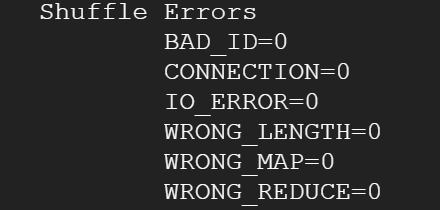 Shuffle Errors
BAD_ID=0
CONNECTION=0
IO_ERROR=0
WRONG_LENGTH=0
WRONG_MAP=0
WRONG_REDUCE=0